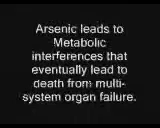 Arsenic leads to
Metabolic
interferences that
eventually lead to
death from multi-
system organ failure.